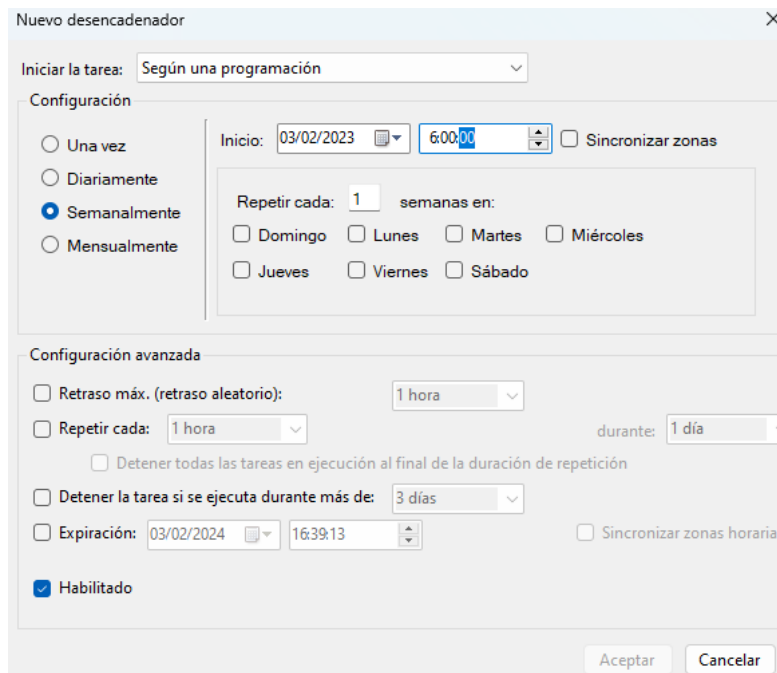 Nuevo desencadenador
Iniciar la tarea: Según una programación
Configuración
Una vez
Diariamente
Semanalmente
Mensualmente
Inicio: 03/02/2023 6:00:00 Sincronizar zonas
Repetir cada: 1 semanas en:
Domingo Lunes Martes Miércoles
Jueves Viernes Sábado
Configuración avanzada
Retraso máx. (retraso aleatorio): 1 hora
Repetir cada: 1 hora durante: 1 día
Detener todas las tareas en ejecución al final de la duración de repetición
Detener la tarea si se ejecuta durante más de: 3 días
Expiración: 03/02/2024 16:39:13 Sincronizar zonas horaria
Habilitado
Aceptar Cancelar